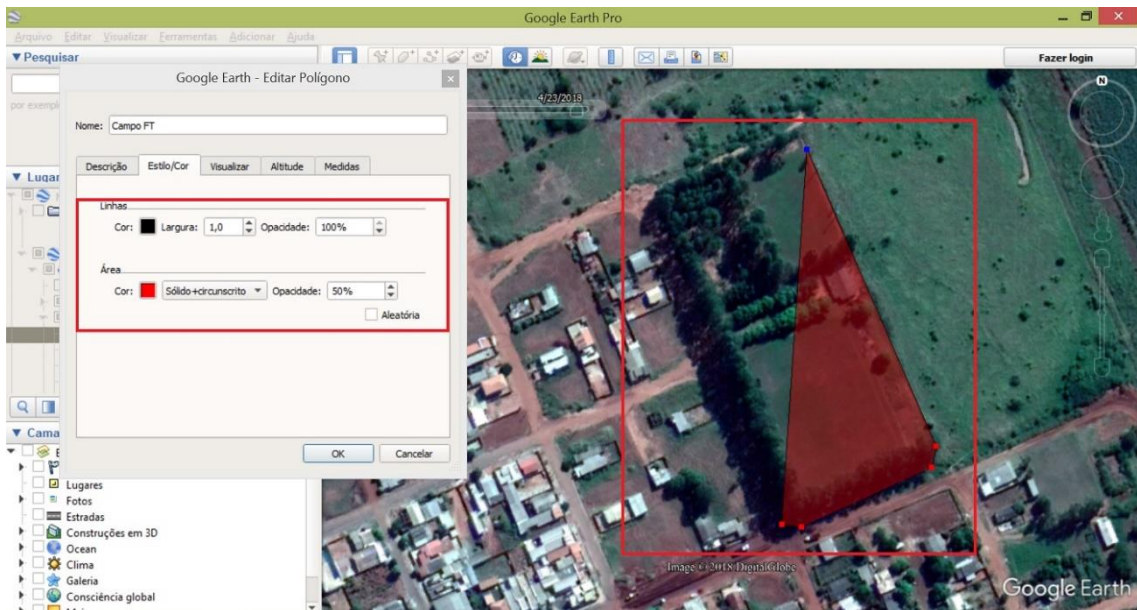 Google Earth Pro
Arquivo Editar Visualizar Ferramentas Adicionar Ajuda
Pesquisar
Fazer login
por exempl
Google Earth - Editar Polígono
Nome: Campo FT
Descrição Estilo/Cor Visualizar Altitude Medidas
Linhas
Cor: Largura: 1,0 Opacidade: 100%
Área
Cor: Sólido+circunscrito Opacidade: 50%
Aleatória
OK Cancelar
Lugar
Cama
Lugares
Fotos
Estradas
Construções em 3D
Ocean
Clima
Galeria
Consciência global
4/23/2018
N
Image © 2018 DigitalGlobe
Google Earth